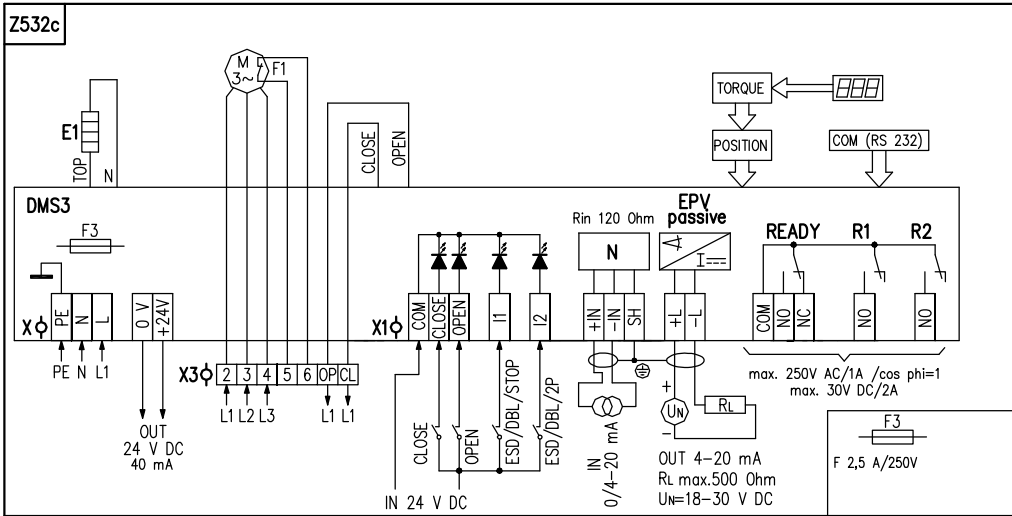 Z532c
M
3~
F1
E1
TOP
N
CLOSE
OPEN
TORQUE
POSITION
COM (RS 232)
DMS3
F3
Rin 120 Ohm
N
EPV
passive
I
READY
R1
R2
X
PE
N
L
0 V
+24V
X1
COM
CLOSE
OPEN
I1
I2
+IN
-IN
SH
+L
-L
COM
NO
NC
NO
NO
PE N L1
X3
2 3 4 5 6 OP CL
L1 L2 L3 L1 L1
OUT
24 V DC
40 mA
CLOSE
OPEN
ESD/DBL/STOP
ESD/DBL/2P
IN 24 V DC
IN
0/4-20 mA
+
UN
-
RL
OUT 4-20 mA
RL max.500 Ohm
UN=18-30 V DC
max. 250V AC/1A /cos phi=1
max. 30V DC/2A
F3
F 2,5 A/250V